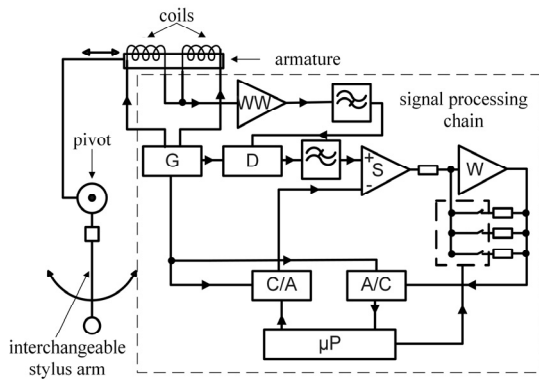 coils
armature
WW
signal processing
chain
pivot
G
D
+
S
-
W
C/A
A/C
µP
interchangeable
stylus arm